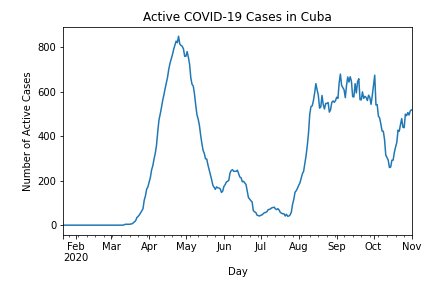 Active COVID-19 Cases in Cuba
Number of Active Cases
800
600
400
200
0
Feb Mar Apr May Jun Jul Aug Sep Oct Nov
2020
Day